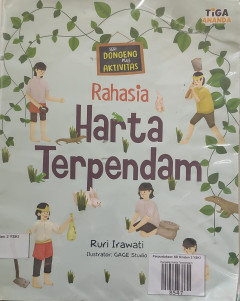 TIGA
ANANDA
SERI
DONGENG
PLUS
AKTIVITAS
Rahasia
Harta
Terpendam
Ruri Irawati
Ilustrator: GAGE Studio